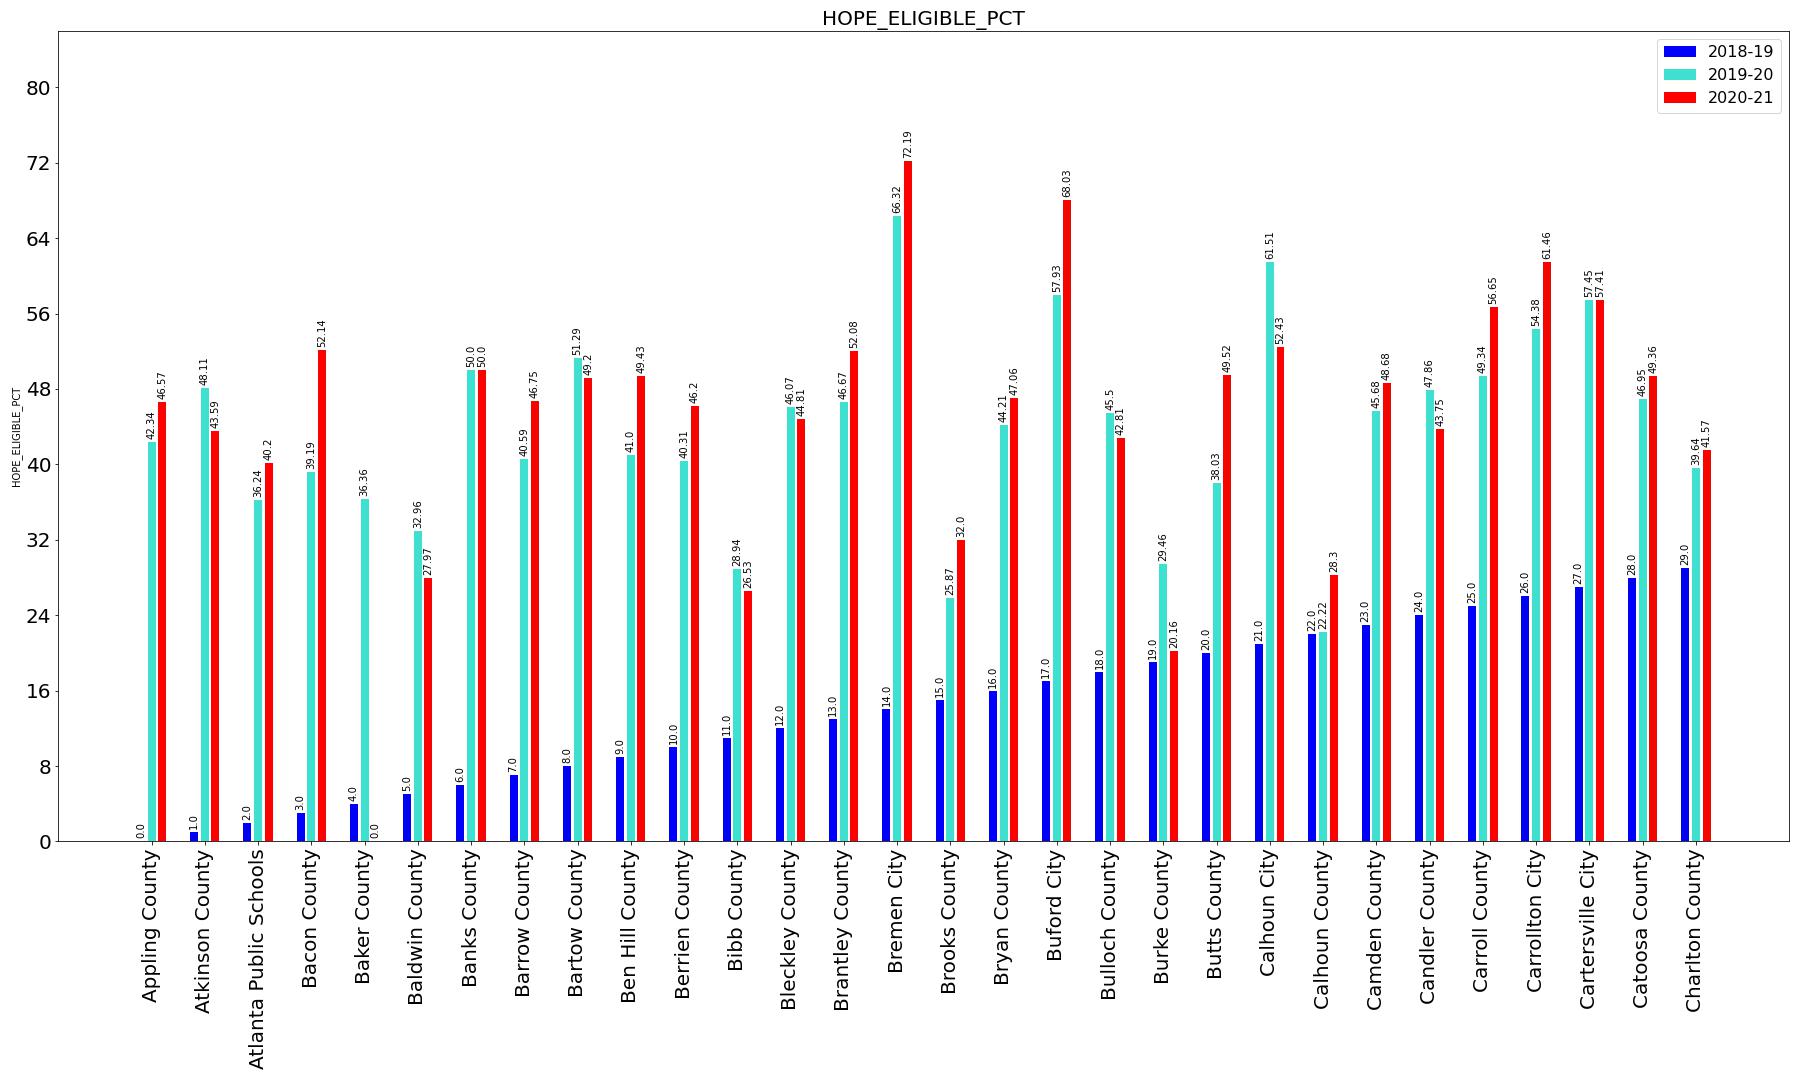 HOPE_ELIGIBLE_PCT
2018-19
2019-20
2020-21
HOPE_ELIGIBLE_PCT
80
72
64
56
48
40
32
24
16
8
0
0.0 42.34 46.57
1.0 48.11 43.59
2.0 36.24 40.2
3.0 39.19 52.14
4.0 36.36 0.0
5.0 32.96 27.97
6.0 50.0 50.0
7.0 40.59 46.75
8.0 51.29 49.2
9.0 41.0 49.43
10.0 40.31 46.2
11.0 28.94 26.53
12.0 46.07 44.81
13.0 46.67 52.08
14.0 66.32 72.19
15.0 25.87 32.0
16.0 44.21 47.06
17.0 57.93 68.03
18.0 45.5 42.81
19.0 29.46 20.16
20.0 38.03 49.52
21.0 61.51 52.43
22.0 22.22 28.3
23.0 45.68 48.68
24.0 47.86 43.75
25.0 49.34 56.65
26.0 54.38 61.46
27.0 57.45 57.41
28.0 46.95 49.36
29.0 39.64 41.57
Appling County
Atkinson County
Atlanta Public Schools
Bacon County
Baker County
Baldwin County
Banks County
Barrow County
Bartow County
Ben Hill County
Berrien County
Bibb County
Bleckley County
Brantley County
Bremen City
Brooks County
Bryan County
Buford City
Bulloch County
Burke County
Butts County
Calhoun City
Calhoun County
Camden County
Candler County
Carroll County
Carrollton City
Cartersville City
Catoosa County
Charlton County